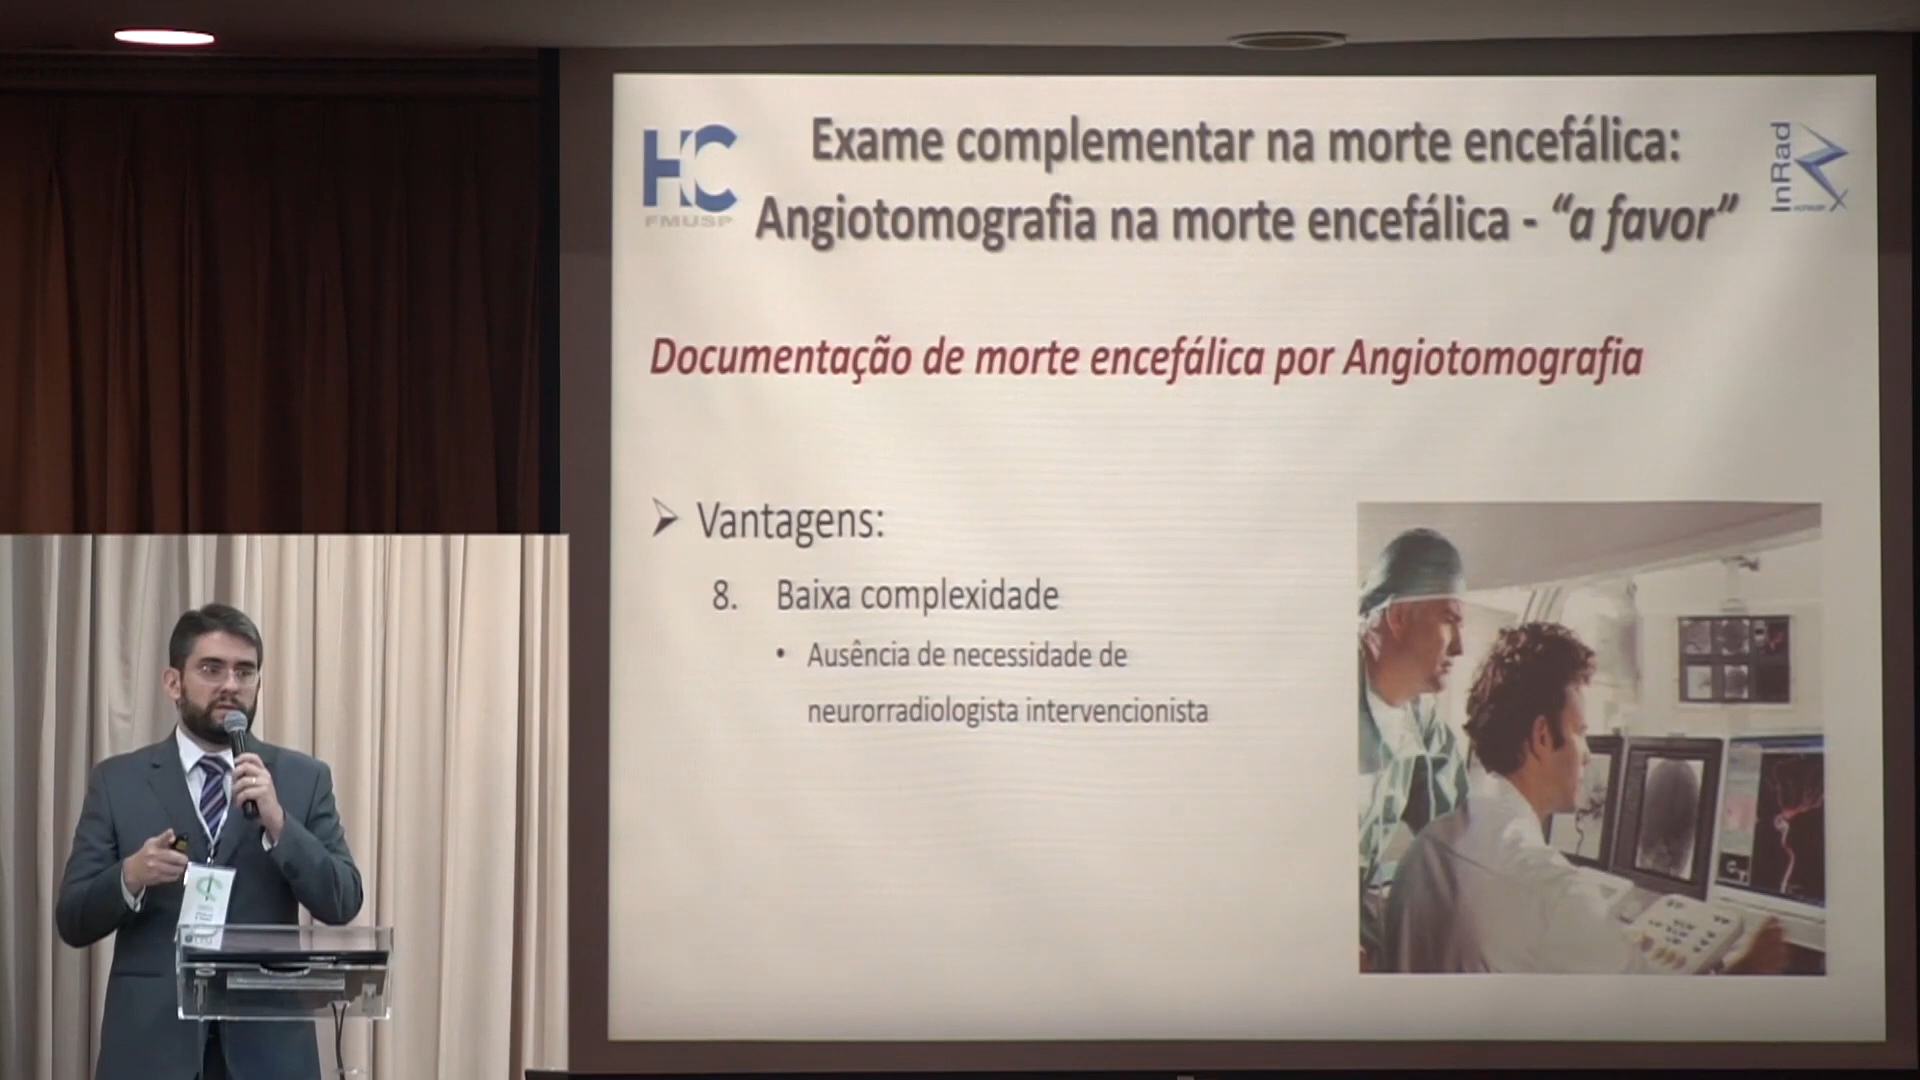 Exame complementar na morte encefálica:
Angiotomografia na morte encefálica - “a favor”
HC
FMUSP
InRad
Documentação de morte encefálica por Angiotomografia
Vantagens:
8. Baixa complexidade
• Ausência de necessidade de
neurorradiologista intervencionista